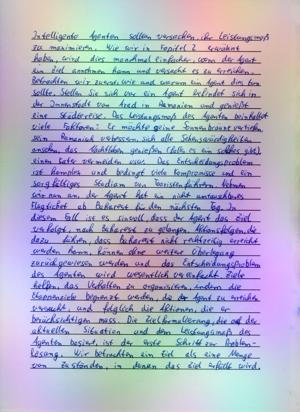 Intelligente Agenten sollen versuchen, ihr Leistungsmaß
zu maximieren. Wie wir in Kapitel 2 erwähnt
haben, wird dies manchmal einfacher, wenn der Agent
ein Ziel annehmen kann und versucht es zu erreichen.
Betrachten wir zuerst, wie und warum ein Agent dies tun
sollte. Stellen Sie sich vor ein Agent befindet sich in
der Innenstadt von Arad in Rumänien und genießt
eine Städtereise. Das Leistungsmaß des Agenten beinhaltet
viele Faktoren: Er möchte seine Sonnenbräune vertiefen
sein Rumänisch verbessern, sich alle Sehenswürdigkeiten
ansehen, das Nachtleben genießen (falls es ein solches gibt)
einen Kater vermeiden usw. Das Entscheidungsproblem
ist komplex und bedingt viele Kompromisse und ein
sorgfältiges Studium von Touristenführern. Nehmen
wir nun an, der Agent hat ein nicht umtauschbares
Flugticket ab Bukarest für den nächsten Tag. In
diesem Fall ist es sinnvoll, dass der Agent das Ziel
verfolgt, nach Bukarest zu gelangen. Aktionsfolgen, die
dazu führen, dass Bukarest nicht rechtzeitig erreicht
werden kann, können ohne weitere Überlegung
zurückgewiesen werden und das Entscheidungsproblem
des Agenten wird wesentlich vereinfacht. Ziele
helfen, das Verhalten zu organisieren, indem die
begrenzt werden, die der Agent zu erreichen
versucht, und folglich die Aktionen, die er
berücksichtigen muss. Die Zielformulierung, die auf der
aktuellen Situation und dem Leistungsmaß des
Agenten basiert, ist der erste Schritt zur Problem-
lösung. Wir betrachten ein Ziel als eine Menge
von Zuständen, in denen das Ziel erfüllt wird.